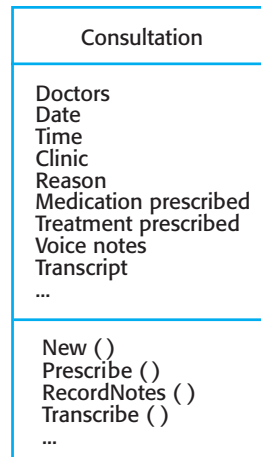 Consultation
Doctors
Date
Time
Clinic
Reason
Medication prescribed
Treatment prescribed
Voice notes
Transcript
...
New ( )
Prescribe ( )
RecordNotes ( )
Transcribe ( )
...